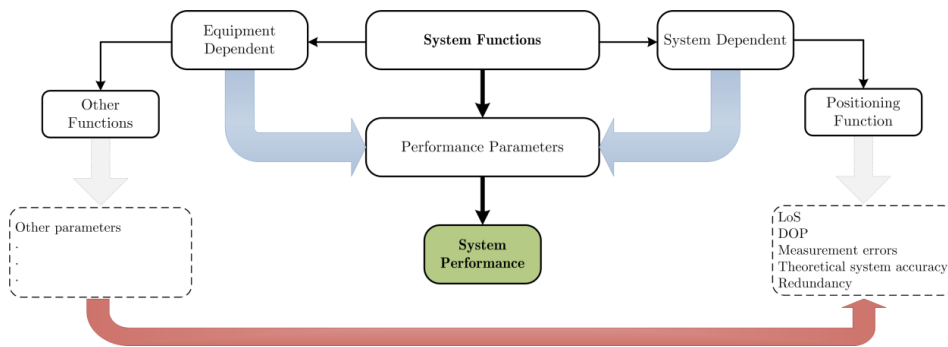 Equipment
Dependent
System Functions
System Dependent
Other
Functions
Performance Parameters
Positioning
Function
Other parameters
.
.
.
System
Performance
LoS
DOP
Measurement errors
Theoretical system accuracy
Redundancy